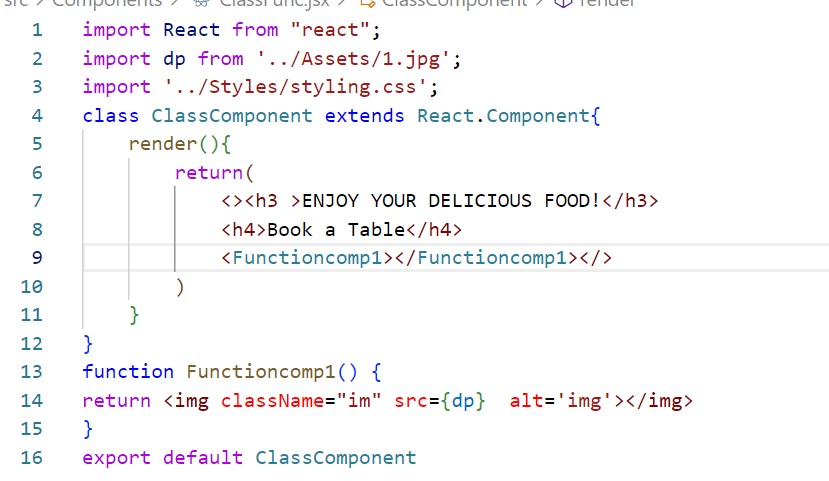 src > Components > ClassFunc.jsx > ClassComponent > render
1 import React from "react";
2 import dp from '../Assets/1.jpg';
3 import '../Styles/styling.css';
4 class ClassComponent extends React.Component{
5 render(){
6 return(
7 <><h3 >ENJOY YOUR DELICIOUS FOOD!</h3>
8 <h4>Book a Table</h4>
9 <Functioncomp1></Functioncomp1></>
10 )
11 }
12 }
13 function Functioncomp1() {
14 return <img className="im" src={dp}  alt='img'></img>
15 }
16 export default ClassComponent